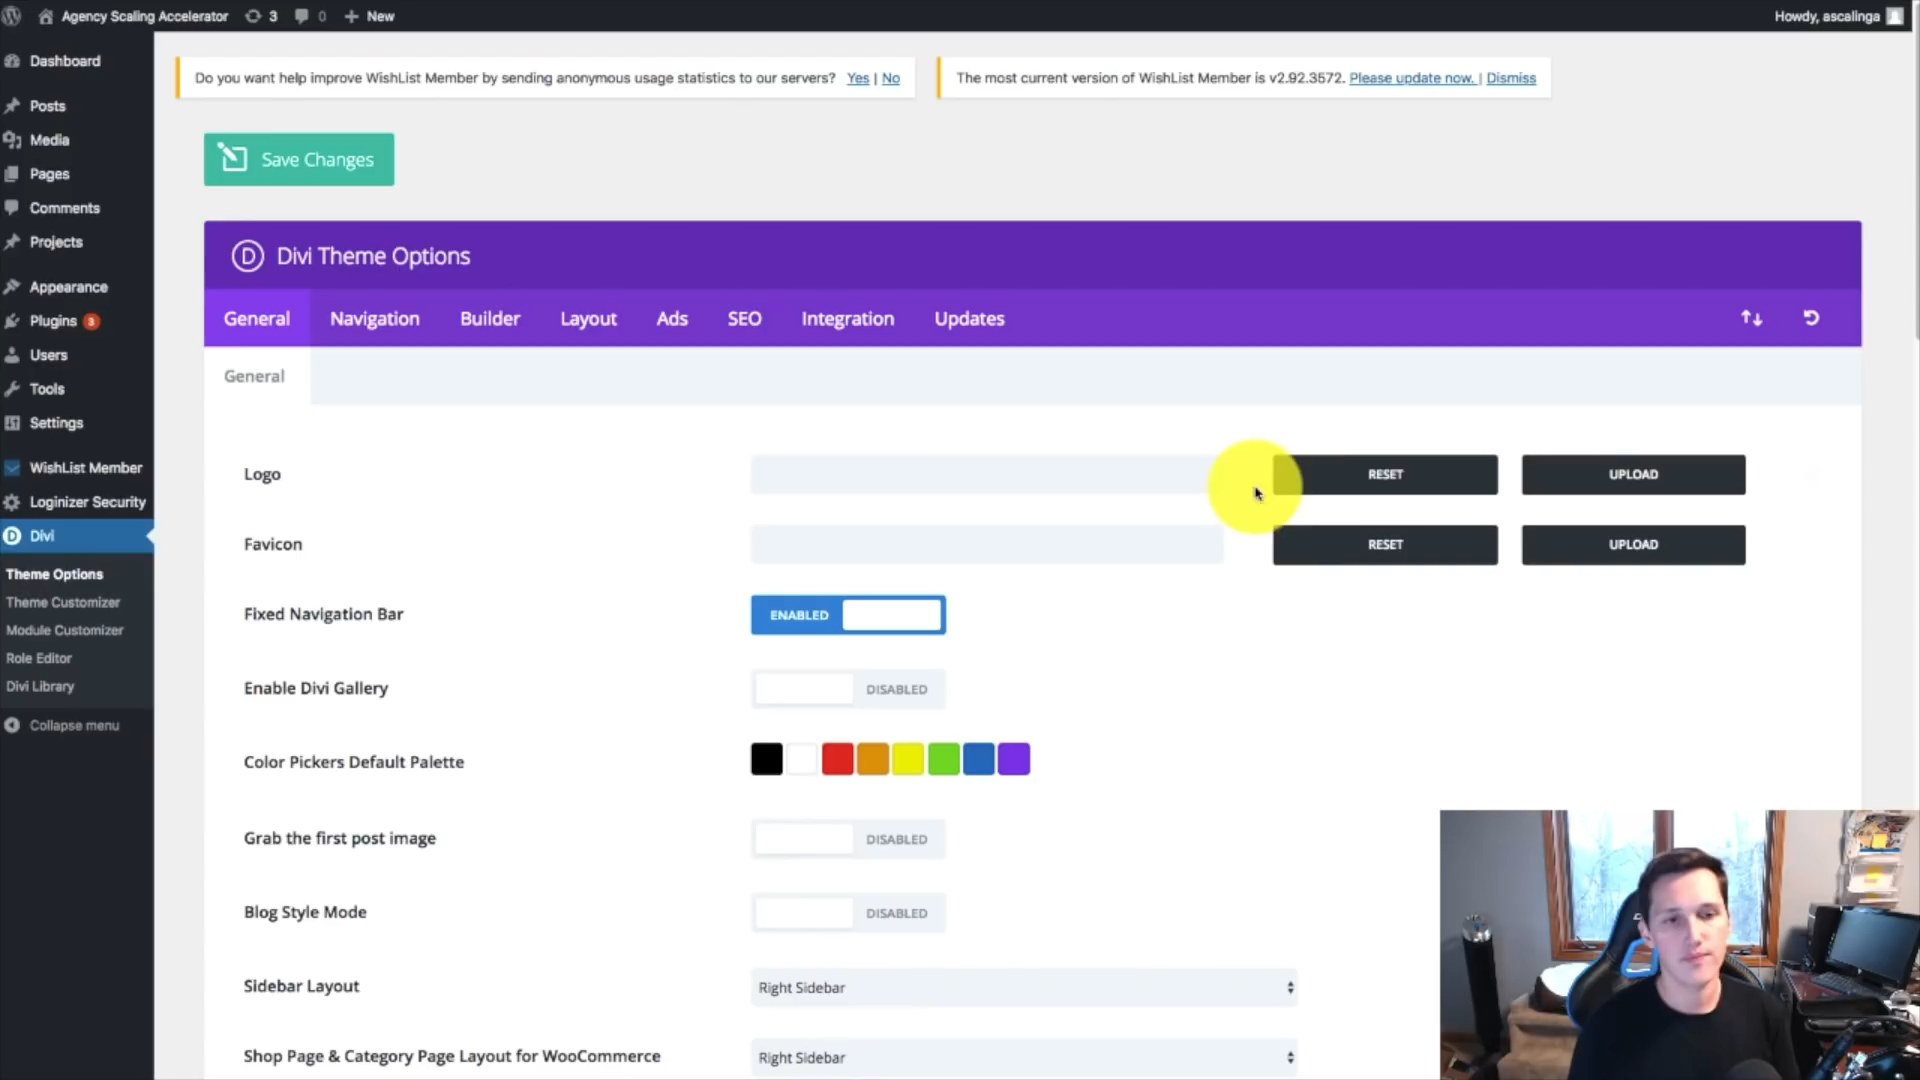 Agency Scaling Accelerator 3 0 New Howdy, ascalinga
Dashboard
Posts
Media
Pages
Comments
Projects
Appearance
Plugins 3
Users
Tools
Settings
WishList Member
Loginizer Security
Divi
Theme Options
Theme Customizer
Module Customizer
Role Editor
Divi Library
Collapse menu
Do you want help improve WishList Member by sending anonymous usage statistics to our servers? Yes | No
The most current version of WishList Member is v2.92.3572. Please update now. | Dismiss
Save Changes
D Divi Theme Options
General Navigation Builder Layout Ads SEO Integration Updates
General
Logo RESET UPLOAD
Favicon RESET UPLOAD
Fixed Navigation Bar ENABLED
Enable Divi Gallery DISABLED
Color Pickers Default Palette
Grab the first post image DISABLED
Blog Style Mode DISABLED
Sidebar Layout Right Sidebar
Shop Page & Category Page Layout for WooCommerce Right Sidebar